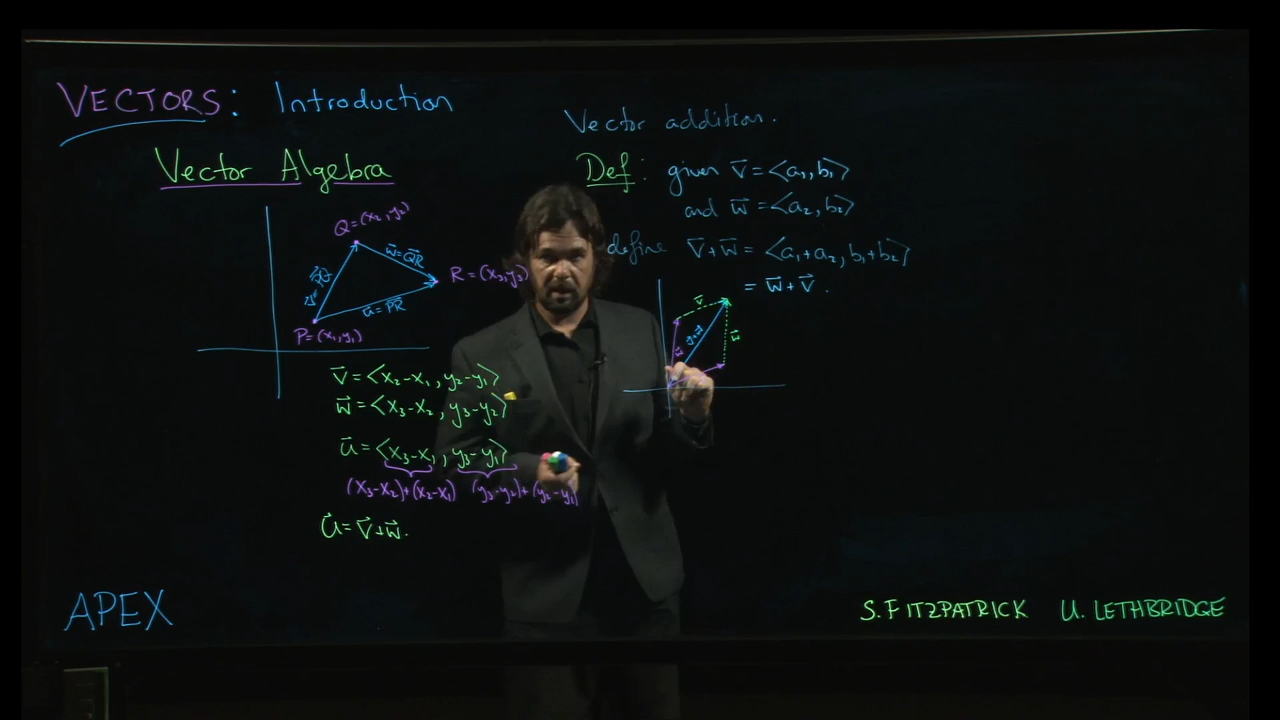 VECTORS: Introduction
Vector Algebra
Q=(x₂,y₂)
v⃗=P⃗Q
w⃗=Q⃗R
R=(x₃,y₃)
u⃗=P⃗R
P=(x₁,y₁)
v⃗=<x₂-x₁, y₂-y₁>
w⃗=<x₃-x₂, y₃-y₂>
u⃗=<x₃-x₁, y₃-y₁>
(x₃-x₂)+(x₂-x₁) (y₃-y₂)+(y₂-y₁)
u⃗=v⃗+w⃗.
APEX
Vector addition.
Def: given v⃗=<a₁,b₁>
and w⃗=<a₂,b₂>
define v⃗+w⃗=<a₁+a₂,b₁+b₂>
= w⃗+v⃗.
v⃗
v⃗+w⃗
w⃗
w⃗
S.FITZPATRICK U. LETHBRIDGE